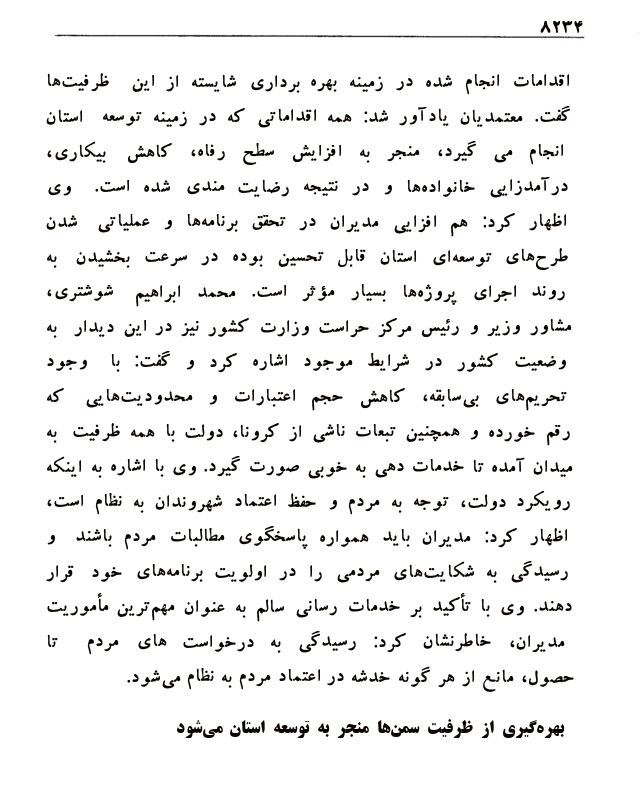 ۸۲۳۴
اقدامات انجام شده در زمینه بهره برداری شایسته از این ظرفیت‌ها
گفت. معتمدیان یادآور شد: همه اقداماتی که در زمینه توسعه استان
انجام می گیرد، منجر به افزایش سطح رفاه، کاهش بیکاری،
درآمدزایی خانواده‌ها و در نتیجه رضایت مندی شده است. وی
اظهار کرد: هم افزایی مدیران در تحقق برنامه‌ها و عملیاتی شدن
طرح‌های توسعه‌ای استان قابل تحسین بوده در سرعت بخشیدن به
روند اجرای پروژه‌ها بسیار مؤثر است. محمد ابراهیم شوشتری،
مشاور وزیر و رئیس مرکز حراست وزارت کشور نیز در این دیدار به
وضعیت کشور در شرایط موجود اشاره کرد و گفت: با وجود
تحریم‌های بی‌سابقه، کاهش حجم اعتبارات و محدودیت‌هایی که
رقم خورده و همچنین تبعات ناشی از کرونا، دولت با همه ظرفیت به
میدان آمده تا خدمات دهی به خوبی صورت گیرد. وی با اشاره به اینکه
رویکرد دولت، توجه به مردم و حفظ اعتماد شهروندان به نظام است،
اظهار کرد: مدیران باید همواره پاسخگوی مطالبات مردم باشند و
رسیدگی به شکایت‌های مردمی را در اولویت برنامه‌های خود قرار
دهند. وی با تأکید بر خدمات رسانی سالم به عنوان مهم‌ترین مأموریت
مدیران، خاطرنشان کرد: رسیدگی به درخواست های مردم تا
حصول، مانع از هر گونه خدشه در اعتماد مردم به نظام می‌شود.
بهره‌گیری از ظرفیت سمن‌ها منجر به توسعه استان می‌شود